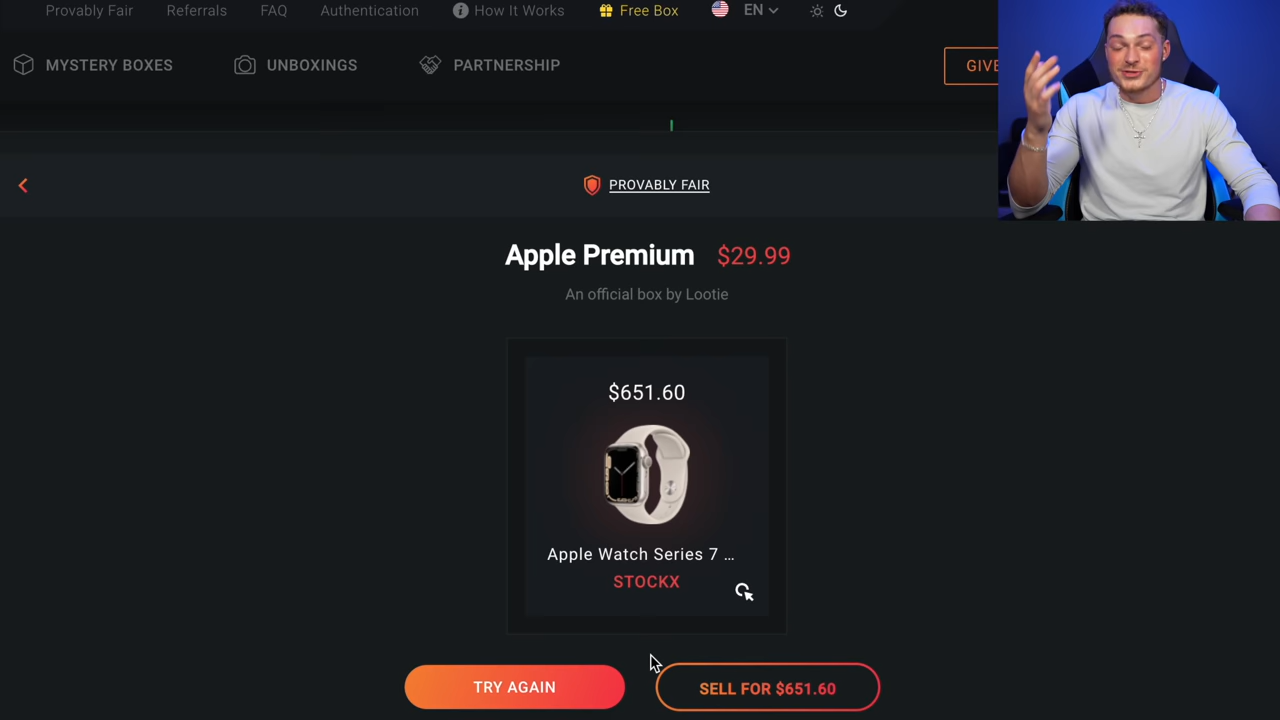 Provably Fair Referrals FAQ Authentication How It Works Free Box EN
MYSTERY BOXES UNBOXINGS PARTNERSHIP GIVE
PROVABLY FAIR
Apple Premium $29.99
An official box by Lootie
$651.60
Apple Watch Series 7 ...
STOCKX
TRY AGAIN SELL FOR $651.60